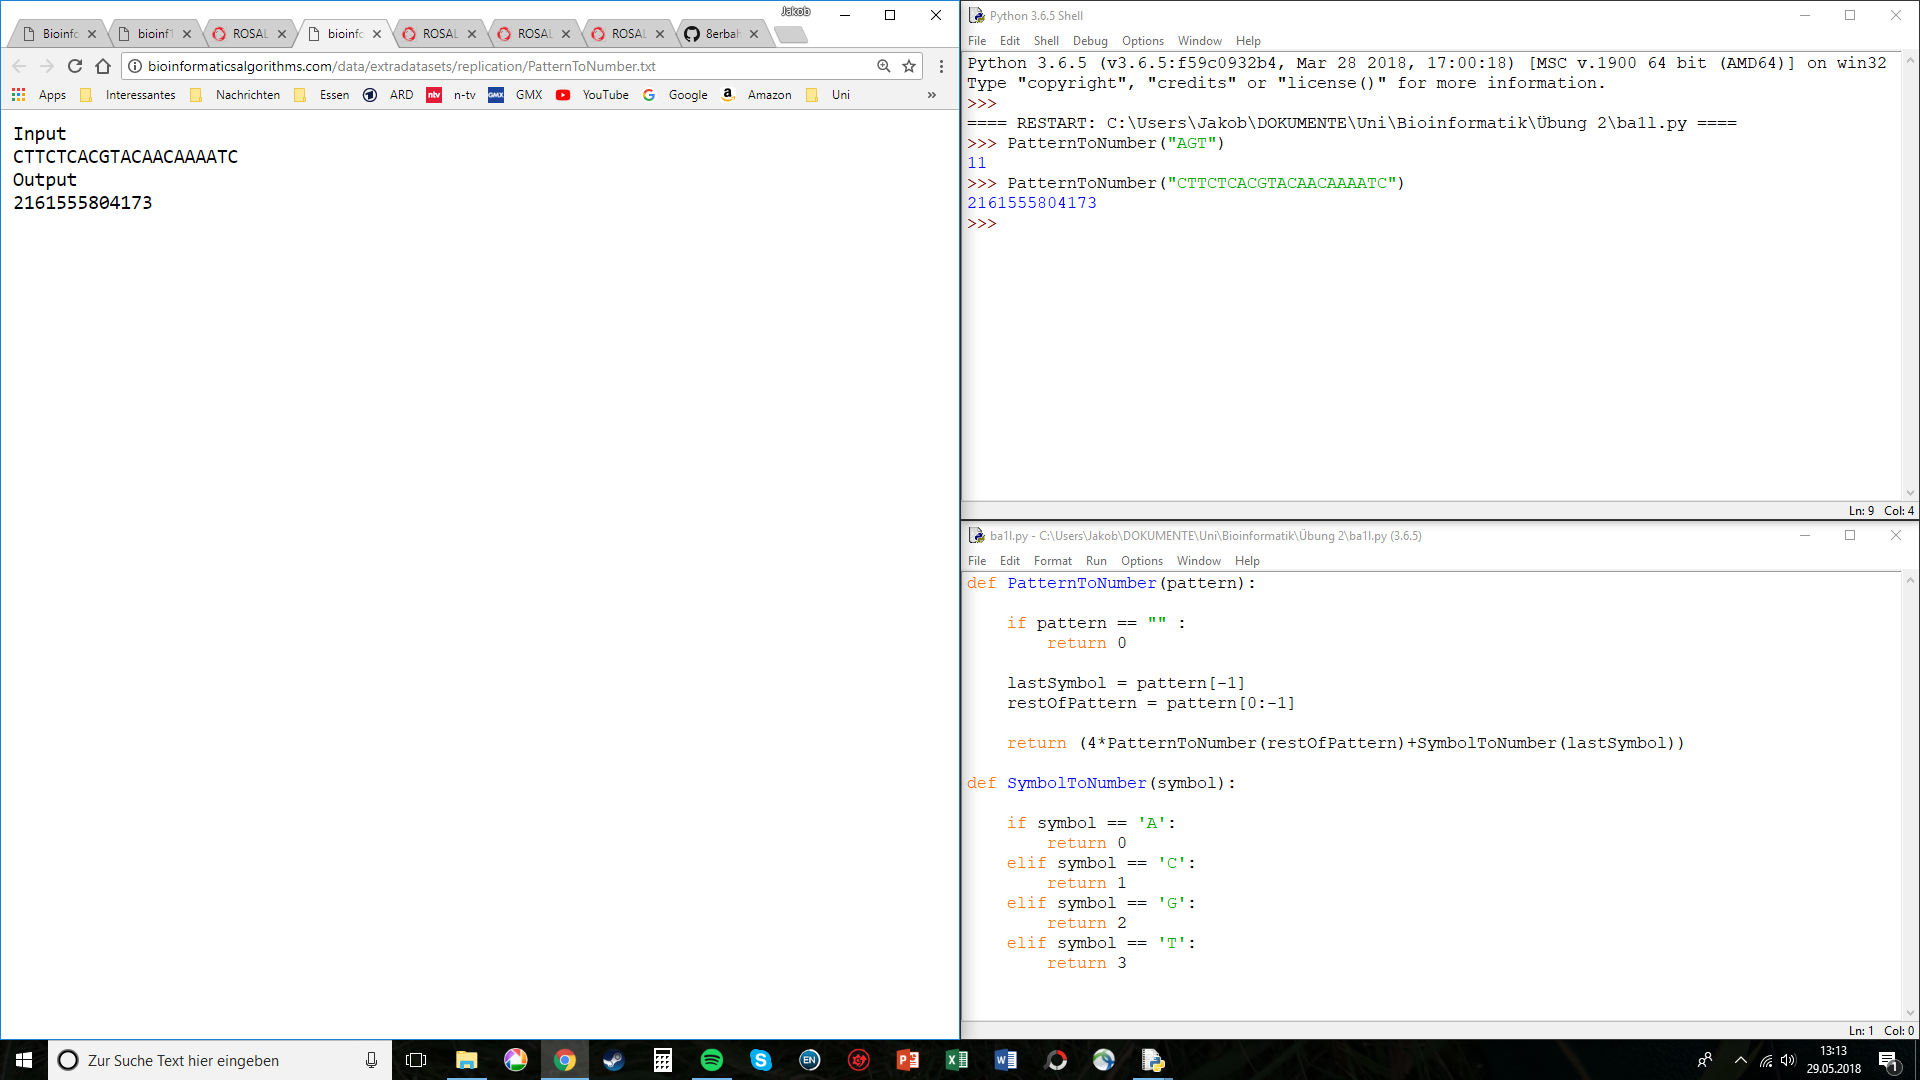 Jakob
Bioinfo
bioinf1
ROSAL
bioinfo
ROSAL
ROSAL
ROSAL
8erbah
bioinformaticsalgorithms.com/data/extradatasets/replication/PatternToNumber.txt
Apps Interessantes Nachrichten Essen ARD ntv n-tv GMX GMX YouTube Google Amazon Uni »
Input
CTTCTCACGTACAACAAAATC
Output
2161555804173
Python 3.6.5 Shell
File Edit Shell Debug Options Window Help
Python 3.6.5 (v3.6.5:f59c0932b4, Mar 28 2018, 17:00:18) [MSC v.1900 64 bit (AMD64)] on win32
Type "copyright", "credits" or "license()" for more information.
>>>
==== RESTART: C:\Users\Jakob\DOKUMENTE\Uni\Bioinformatik\Übung 2\ba1l.py ====
>>> PatternToNumber("AGT")
11
>>> PatternToNumber("CTTCTCACGTACAACAAAATC")
2161555804173
>>>
Ln: 9 Col: 4
ba1l.py - C:\Users\Jakob\DOKUMENTE\Uni\Bioinformatik\Übung 2\ba1l.py (3.6.5)
File Edit Format Run Options Window Help
def PatternToNumber(pattern):
if pattern == "" :
return 0
lastSymbol = pattern[-1]
restOfPattern = pattern[0:-1]
return (4*PatternToNumber(restOfPattern)+SymbolToNumber(lastSymbol))
def SymbolToNumber(symbol):
if symbol == 'A':
return 0
elif symbol == 'C':
return 1
elif symbol == 'G':
return 2
elif symbol == 'T':
return 3
Ln: 1 Col: 0
Zur Suche Text hier eingeben
EN
13:13
29.05.2018
1